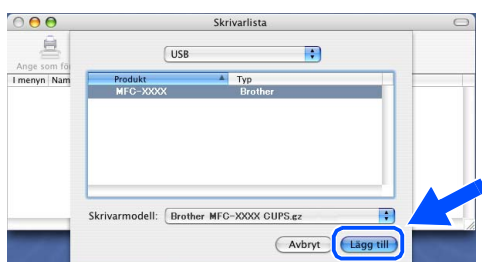 Skrivarlista
USB
Ange som för
I menyn Nam
Produkt Typ
MFC-XXXX Brother
Skrivarmodell: Brother MFC-XXXX CUPS.gz
Avbryt Lägg till